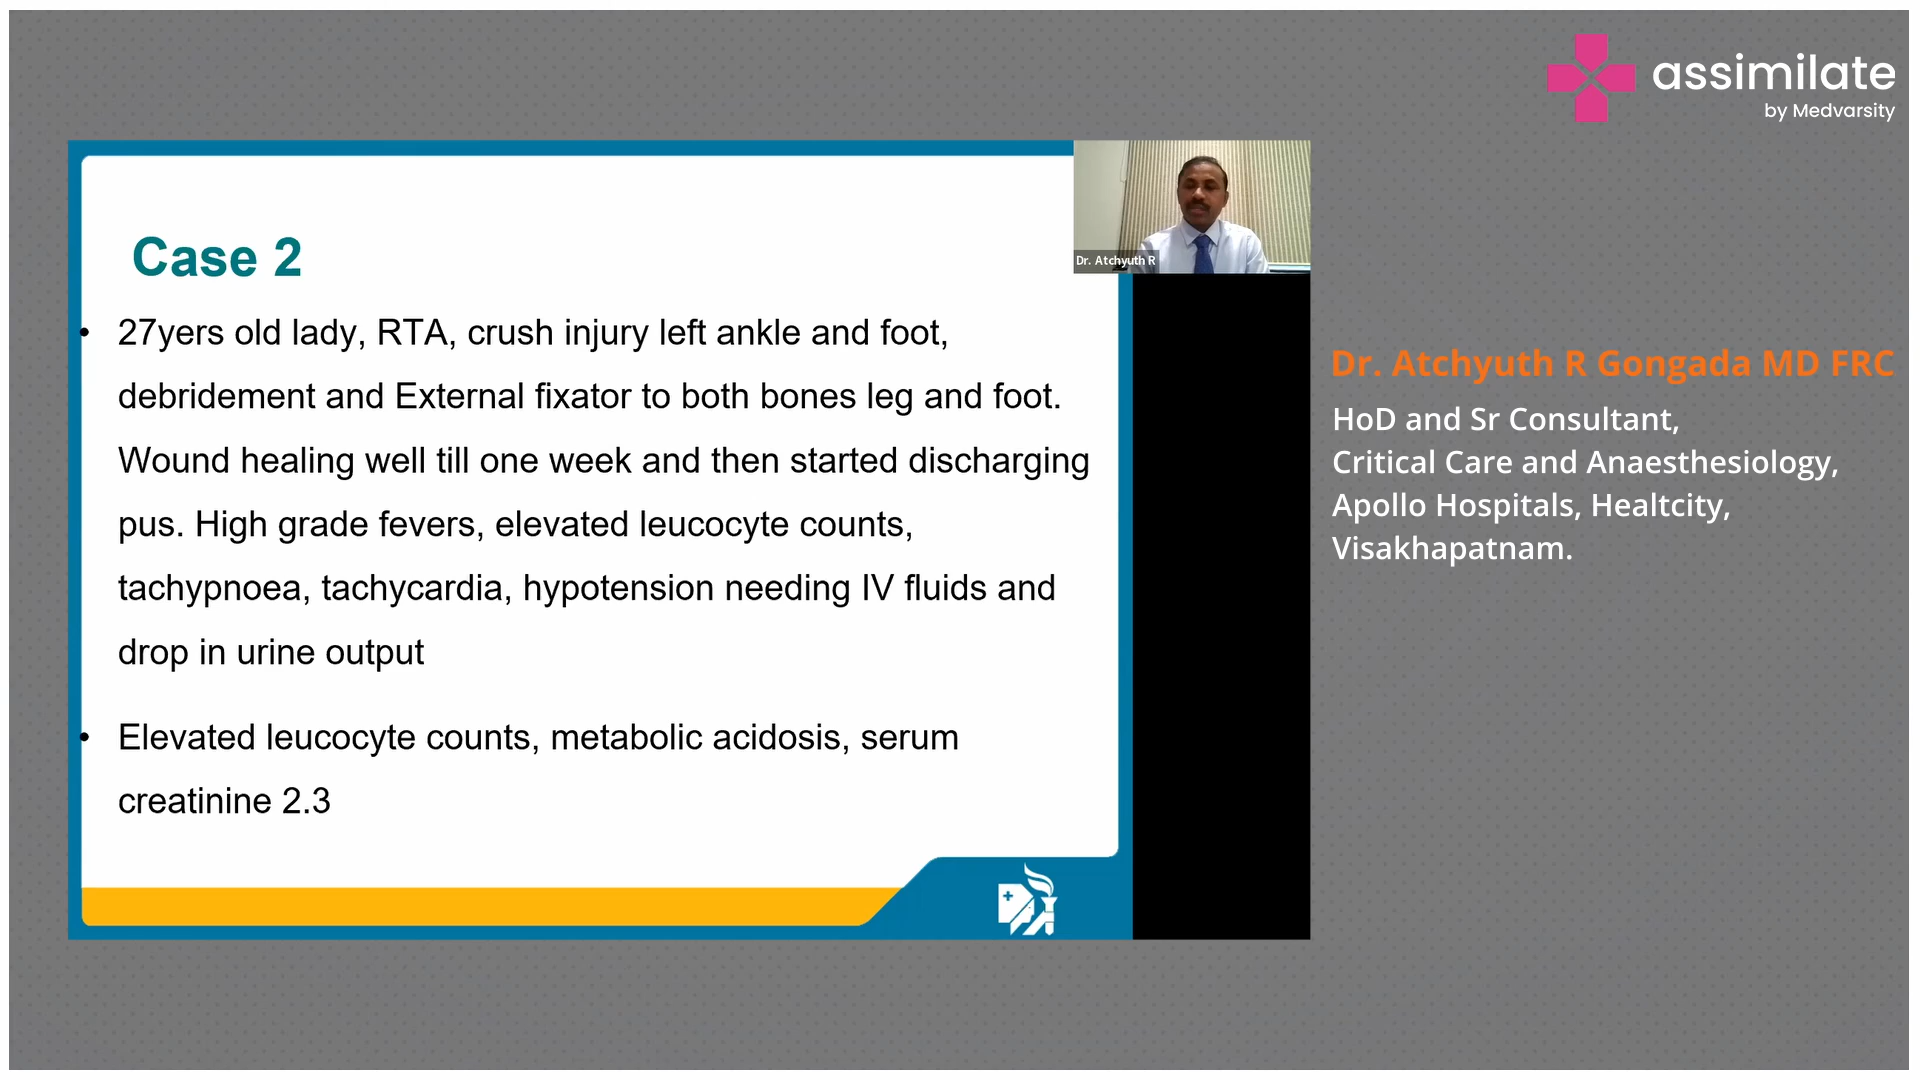 assimilate
by Medvarsity
Dr. Atchyuth R
Case 2
• 27yers old lady, RTA, crush injury left ankle and foot,
debridement and External fixator to both bones leg and foot.
Wound healing well till one week and then started discharging
pus. High grade fevers, elevated leucocyte counts,
tachypnoea, tachycardia, hypotension needing IV fluids and
drop in urine output
• Elevated leucocyte counts, metabolic acidosis, serum
creatinine 2.3
Dr. Atchyuth R Gongada MD FRC
HoD and Sr Consultant,
Critical Care and Anaesthesiology,
Apollo Hospitals, Healtcity,
Visakhapatnam.